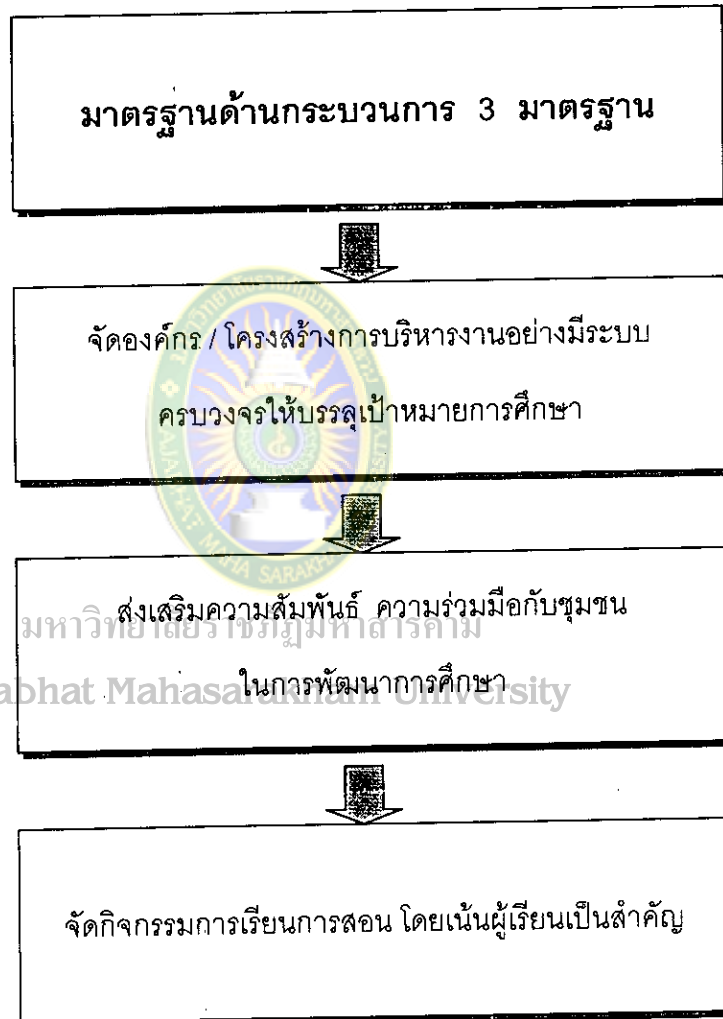 มาตรฐานด้านกระบวนการ 3 มาตรฐาน
จัดองค์กร / โครงสร้างการบริหารงานอย่างมีระบบ
ครบวงจรให้บรรลุเป้าหมายการศึกษา
ส่งเสริมความสัมพันธ์ ความร่วมมือกับชุมชน
มหาวิทยาลัยราชภัฏมหาสารคาม
ในการพัฒนาการศึกษา
abhat Mahasarakham University
จัดกิจกรรมการเรียนการสอน โดยเน้นผู้เรียนเป็นสำคัญ